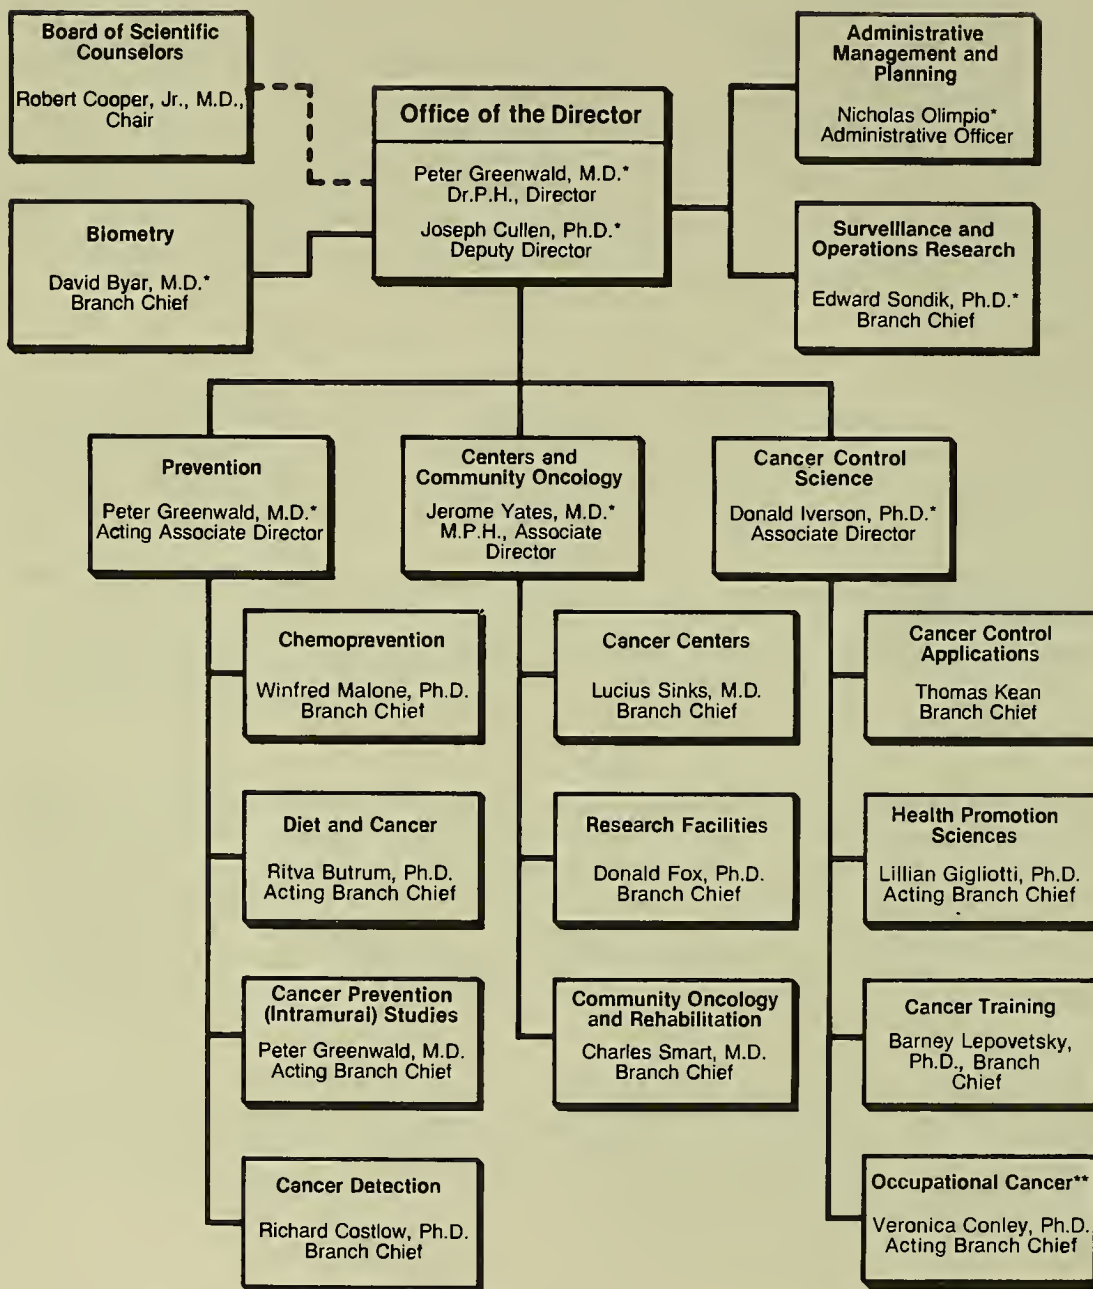 Board of Scientific
Counselors
Robert Cooper, Jr., M.D.,
Chair
Office of the Director
Peter Greenwald, M.D.*
Dr.P.H., Director
Joseph Cullen, Ph.D.*
Deputy Director
Administrative
Management and
Planning
Nicholas Olimpio*
Administrative Officer
Biometry
David Byar, M.D.*
Branch Chief
Surveillance and
Operations Research
Edward Sondik, Ph.D.*
Branch Chief
Prevention
Peter Greenwald, M.D.*
Acting Associate Director
Centers and
Community Oncology
Jerome Yates, M.D.*
M.P.H., Associate
Director
Cancer Control
Science
Donald Iverson, Ph.D.*
Associate Director
Chemoprevention
Winfred Malone, Ph.D.
Branch Chief
Cancer Centers
Lucius Sinks, M.D.
Branch Chief
Cancer Control
Applications
Thomas Kean
Branch Chief
Diet and Cancer
Ritva Butrum, Ph.D.
Acting Branch Chief
Research Facilities
Donald Fox, Ph.D.
Branch Chief
Health Promotion
Sciences
Lillian Gigliotti, Ph.D.
Acting Branch Chief
Cancer Prevention
(Intramural) Studies
Peter Greenwald, M.D.
Acting Branch Chief
Community Oncology
and Rehabilitation
Charles Smart, M.D.
Branch Chief
Cancer Training
Barney Lepovetsky,
Ph.D., Branch
Chief
Cancer Detection
Richard Costlow, Ph.D.
Branch Chief
Occupational Cancer**
Veronica Conley, Ph.D.
Acting Branch Chief